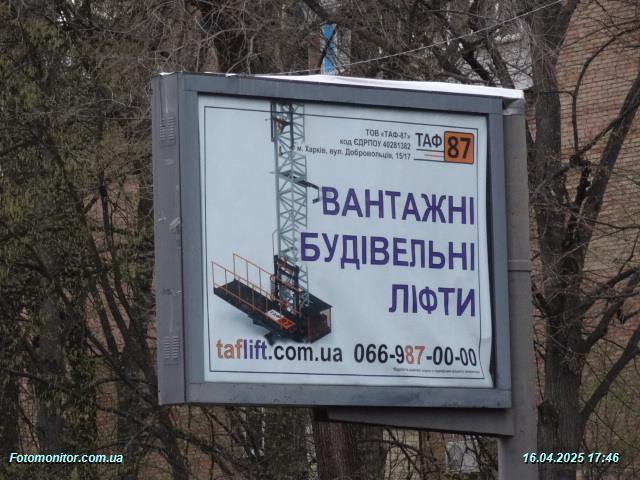 ТОВ «ТАФ-87»
код ЄДРПОУ 40281382
м. Харків, вул. Добровольців, 15/17
ТАФ 87
ВАНТАЖНІ
БУДІВЕЛЬНІ
ЛІФТИ
taflift.com.ua 066-987-00-00
Fotomonitor.com.ua
16.04.2025 17:46